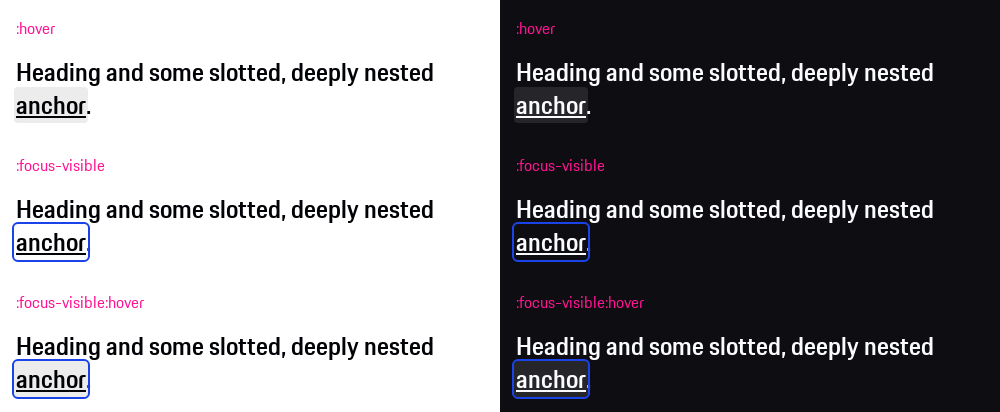 :hover
Heading and some slotted, deeply nested
anchor.
:focus-visible
Heading and some slotted, deeply nested
anchor.
:focus-visible:hover
Heading and some slotted, deeply nested
anchor.
:hover
Heading and some slotted, deeply nested
anchor.
:focus-visible
Heading and some slotted, deeply nested
anchor.
:focus-visible:hover
Heading and some slotted, deeply nested
anchor.